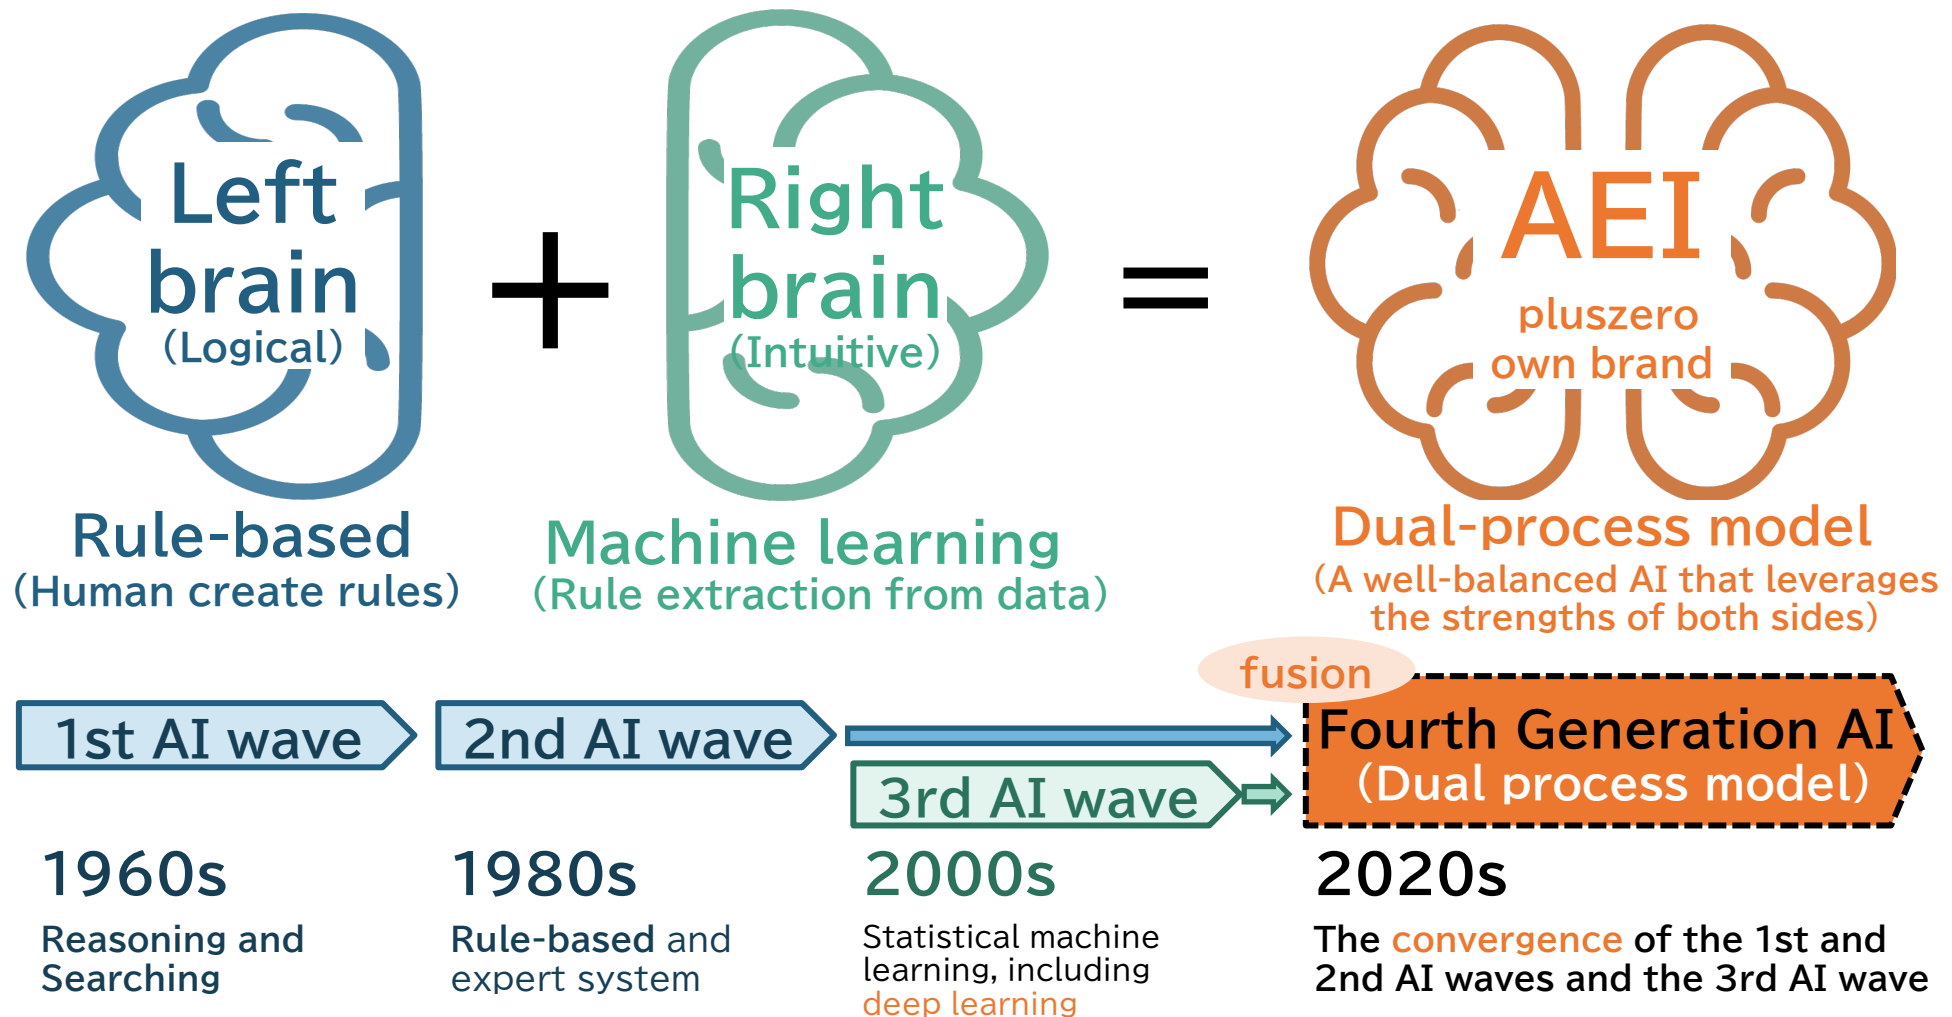 Left
brain
(Logical)
+
Right
brain
(Intuitive)
=
AEI
pluszero
own brand
Rule-based
(Human create rules)
Machine learning
(Rule extraction from data)
Dual-process model
(A well-balanced AI that leverages
the strengths of both sides)
fusion
1st AI wave
2nd AI wave
3rd AI wave
Fourth Generation AI
(Dual process model)
1960s
Reasoning and
Searching
1980s
Rule-based and
expert system
2000s
Statistical machine
learning, including
deep learning
2020s
The convergence of the 1st and
2nd AI waves and the 3rd AI wave